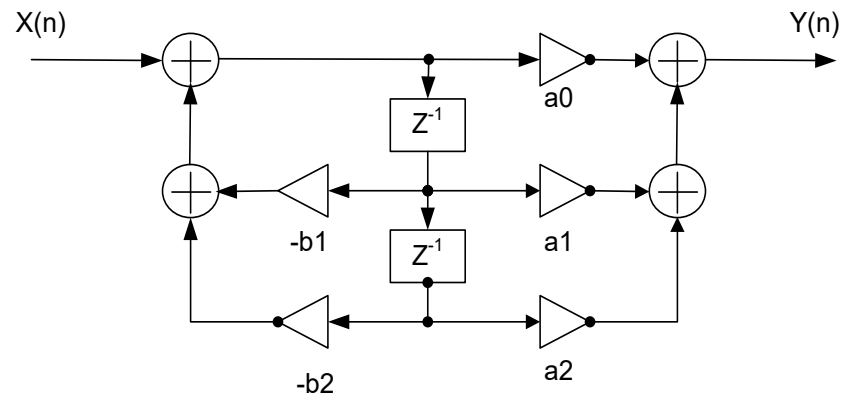 X(n)
Y(n)
a0
Z⁻¹
-b1
a1
Z⁻¹
-b2
a2